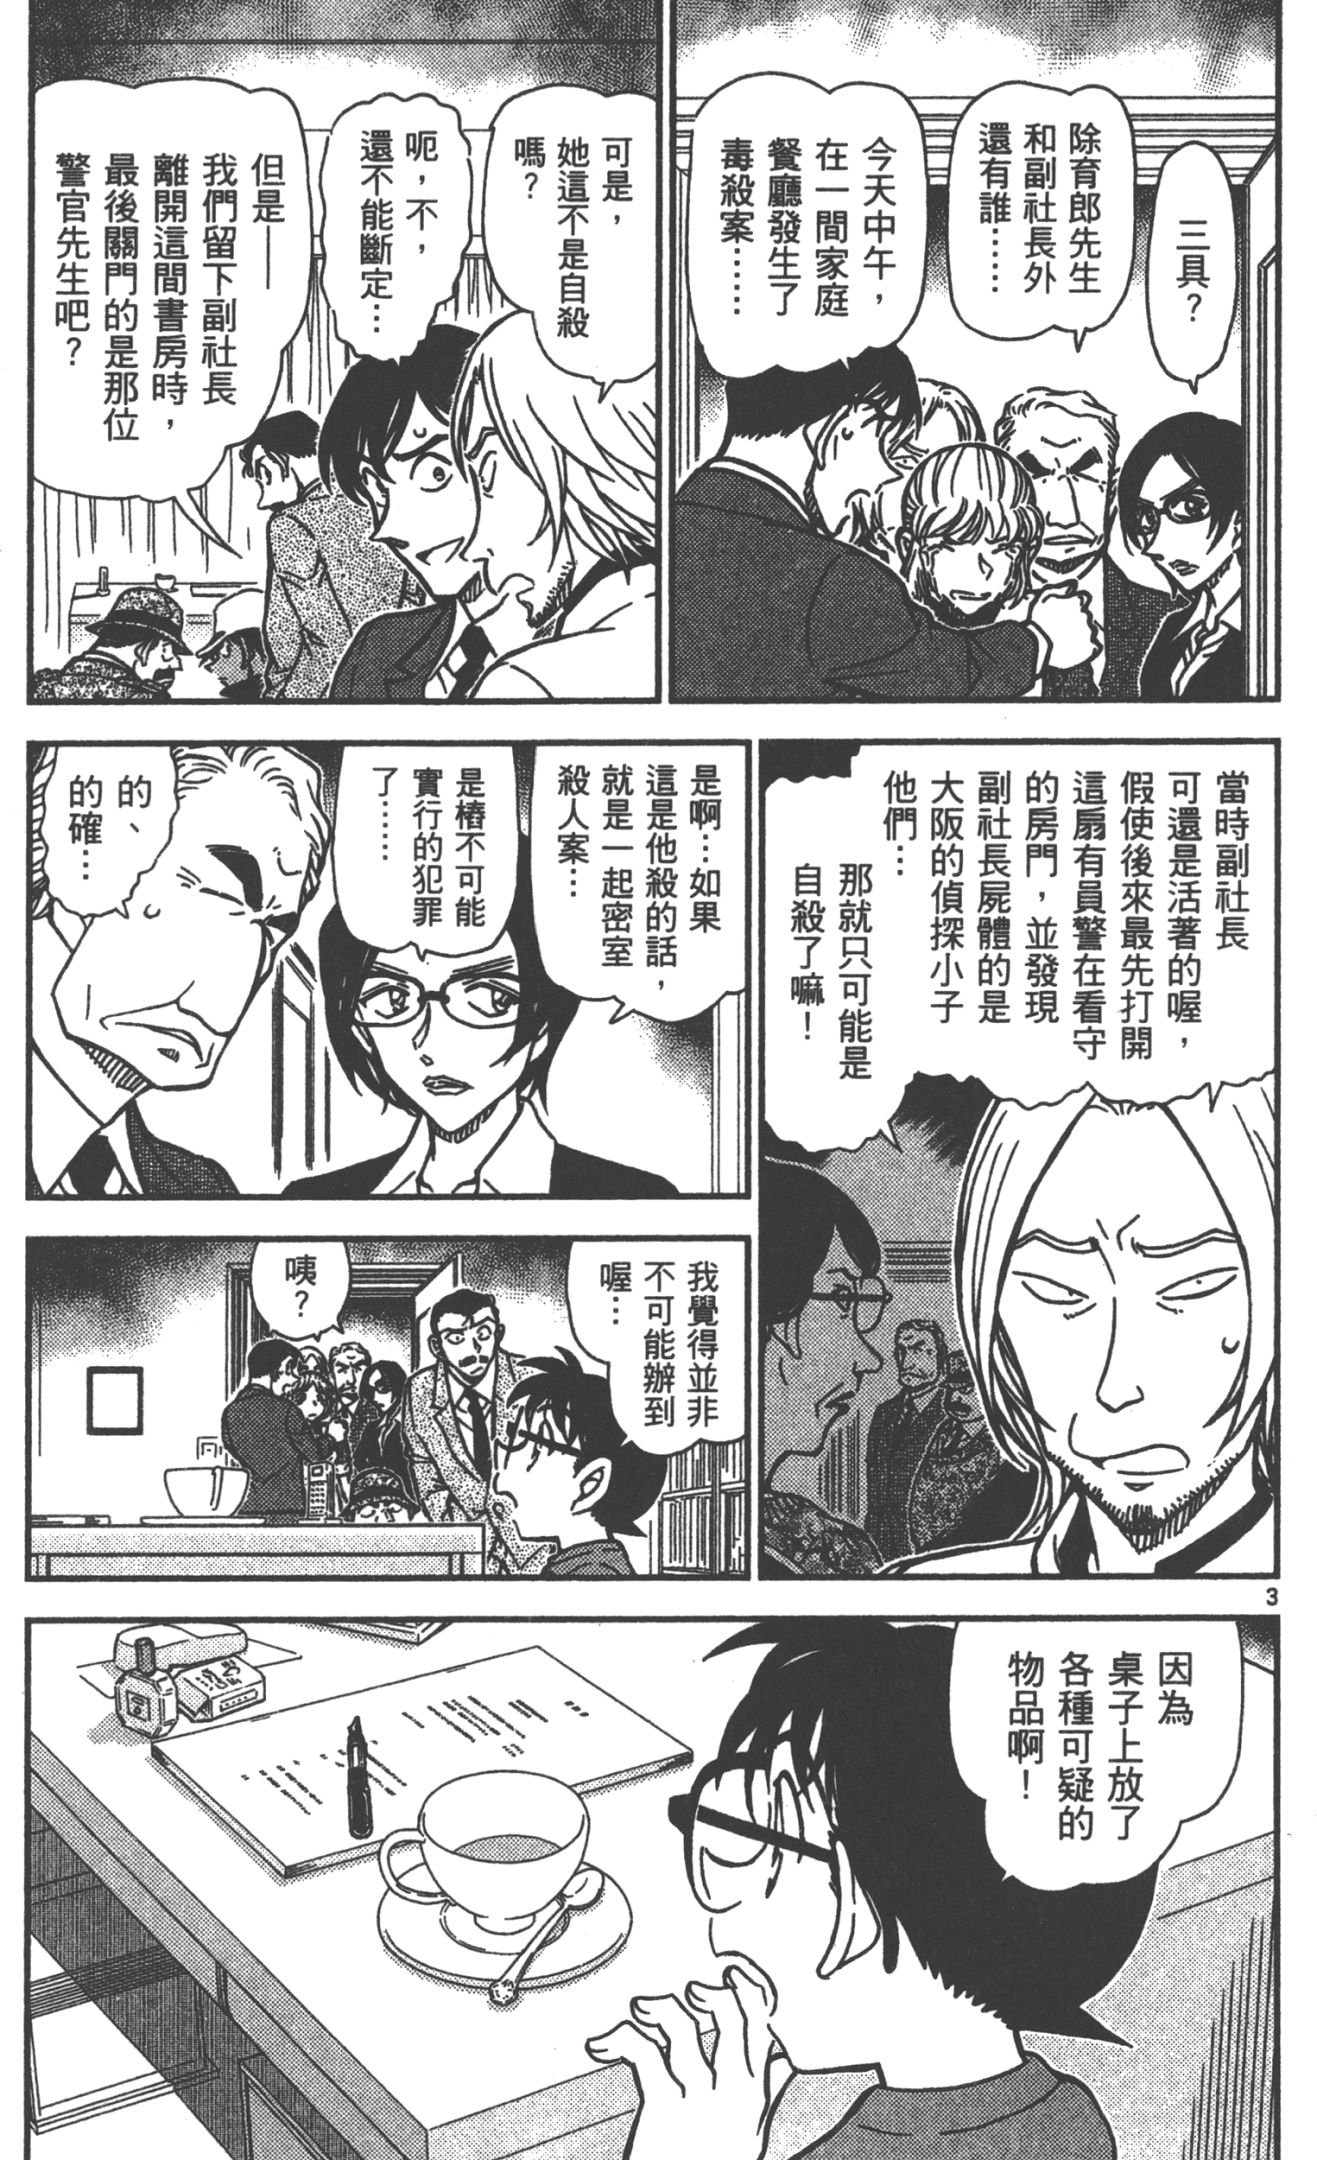 三具？
除育郎先生
和副社長外
還有誰……
今天中午，
在一間家庭
餐廳發生了
毒殺案……
可是，
她這不是自殺
嗎？
呃，不，
還不能斷定…
但是——
我們留下副社長
離開這間書房時，
最後關門的是那位
警官先生吧？
當時副社長
可還是活著的喔，
假使後來最先打開
這扇有員警在看守
的房門，並發現
副社長屍體的是
大阪的偵探小子
他們…
那就只可能是
自殺了嘛！
是啊…如果
這是他殺的話，
就是一起密室
殺人案…
是樁不可能
實行的犯罪
了……
的、
的確…
我覺得並非
不可能辦到
喔…
咦？
3
因為
桌子上放了
各種可疑的
物品啊！